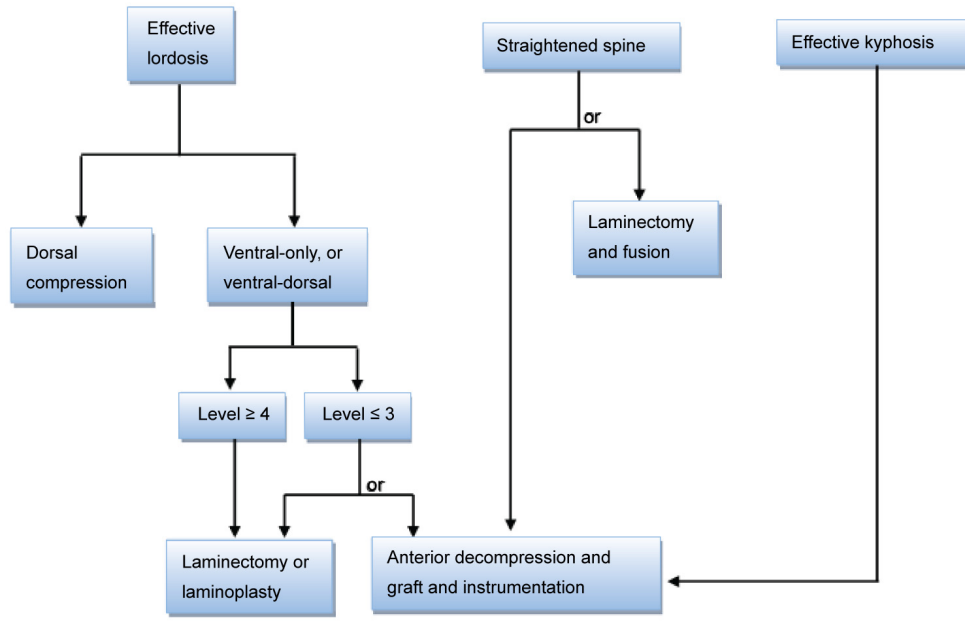 Effective
lordosis
Straightened spine
Effective kyphosis
or
Dorsal
compression
Ventral-only, or
ventral-dorsal
Laminectomy
and fusion
Level ≥ 4
Level ≤ 3
or
Laminectomy or
laminoplasty
Anterior decompression and
graft and instrumentation